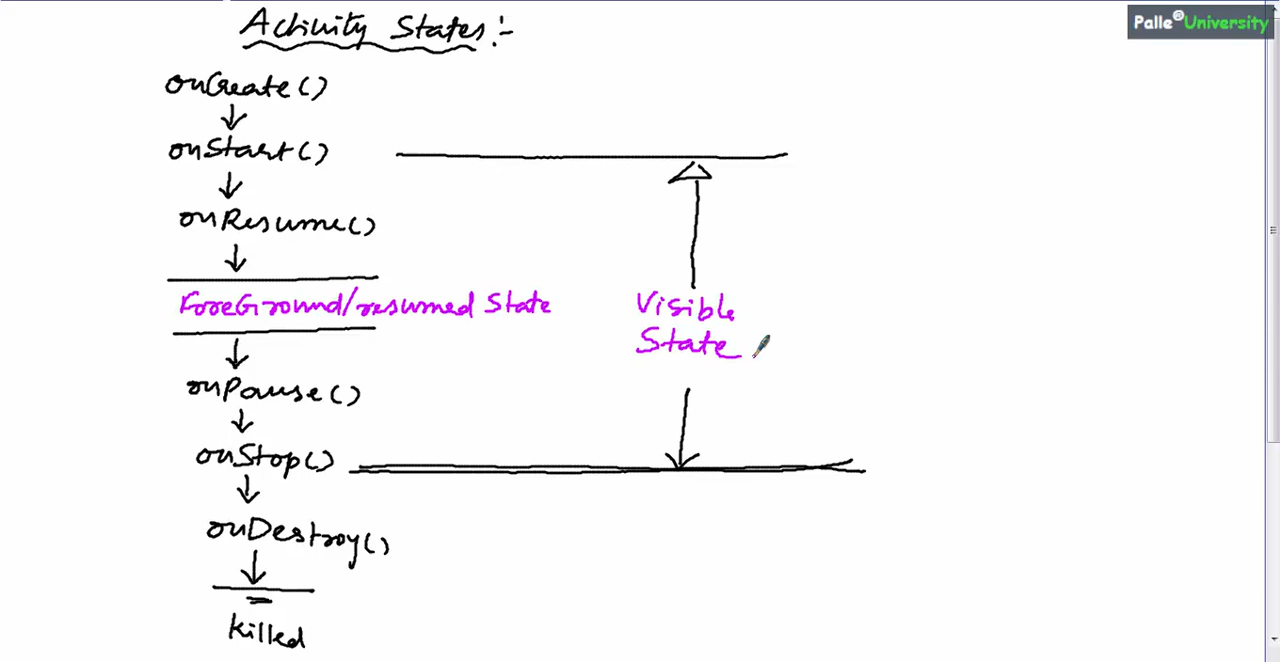 Activity States:-
Palle®University
onCreate()
onStart()
onResume()
ForeGround/resumed State
Visible
State
onPause()
onStop()
onDestroy()
killed